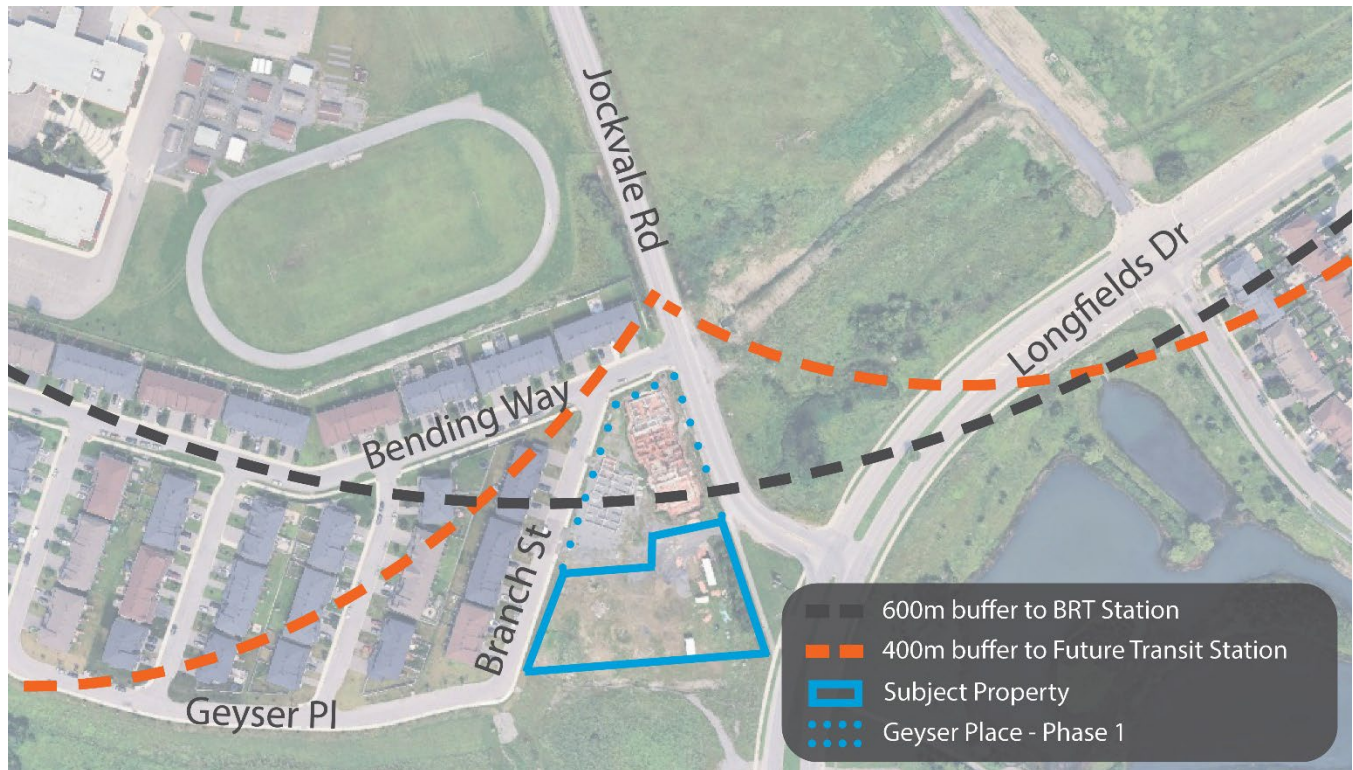 Jockvale Rd
Longfields Dr
Bending Way
Branch St
Geyser Pl
600m buffer to BRT Station
400m buffer to Future Transit Station
Subject Property
Geyser Place - Phase 1